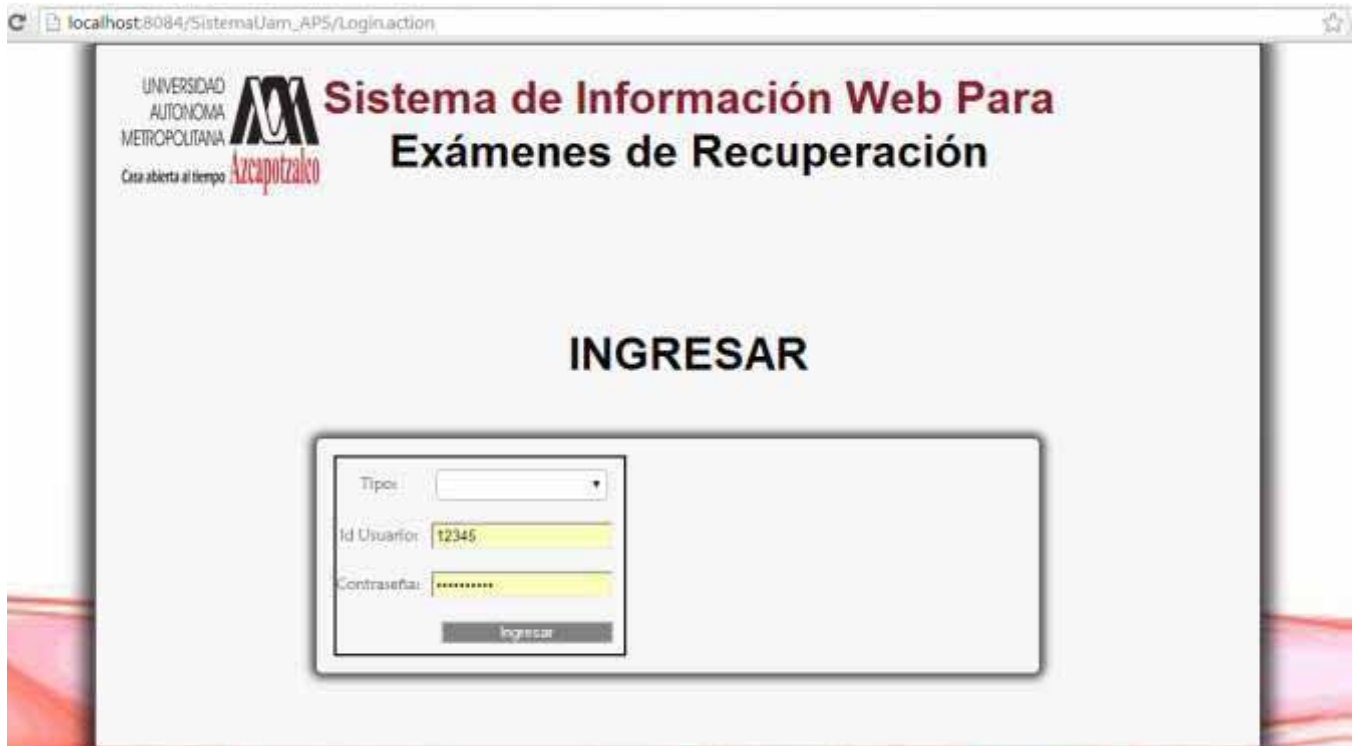 localhost:8084/SistemaUam_APS/Login.action
UNIVERSIDAD
AUTONOMA
METROPOLITANA
Casa abierta al tiempo Azcapotzalco
Sistema de Información Web Para
Exámenes de Recuperación
INGRESAR
Tipo:
Id Usuario: 12345
Contraseña: ••••••••••
Ingresar